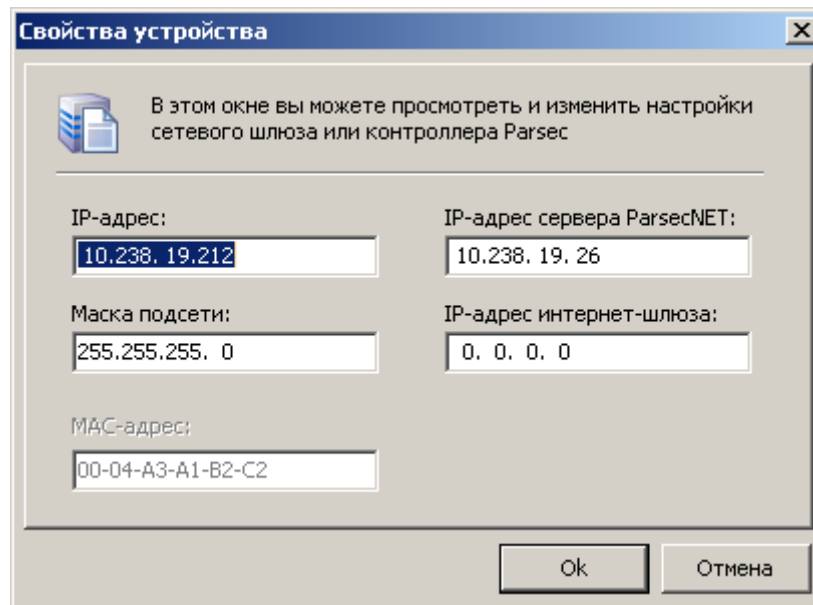 Свойства устройства
В этом окне вы можете просмотреть и изменить настройки
сетевого шлюза или контроллера Parsec
IP-адрес:
10.238. 19.212
IP-адрес сервера ParsecNET:
10.238. 19. 26
Маска подсети:
255.255.255. 0
IP-адрес интернет-шлюза:
0. 0. 0. 0
MAC-адрес:
00-04-A3-A1-B2-C2
Ok
Отмена